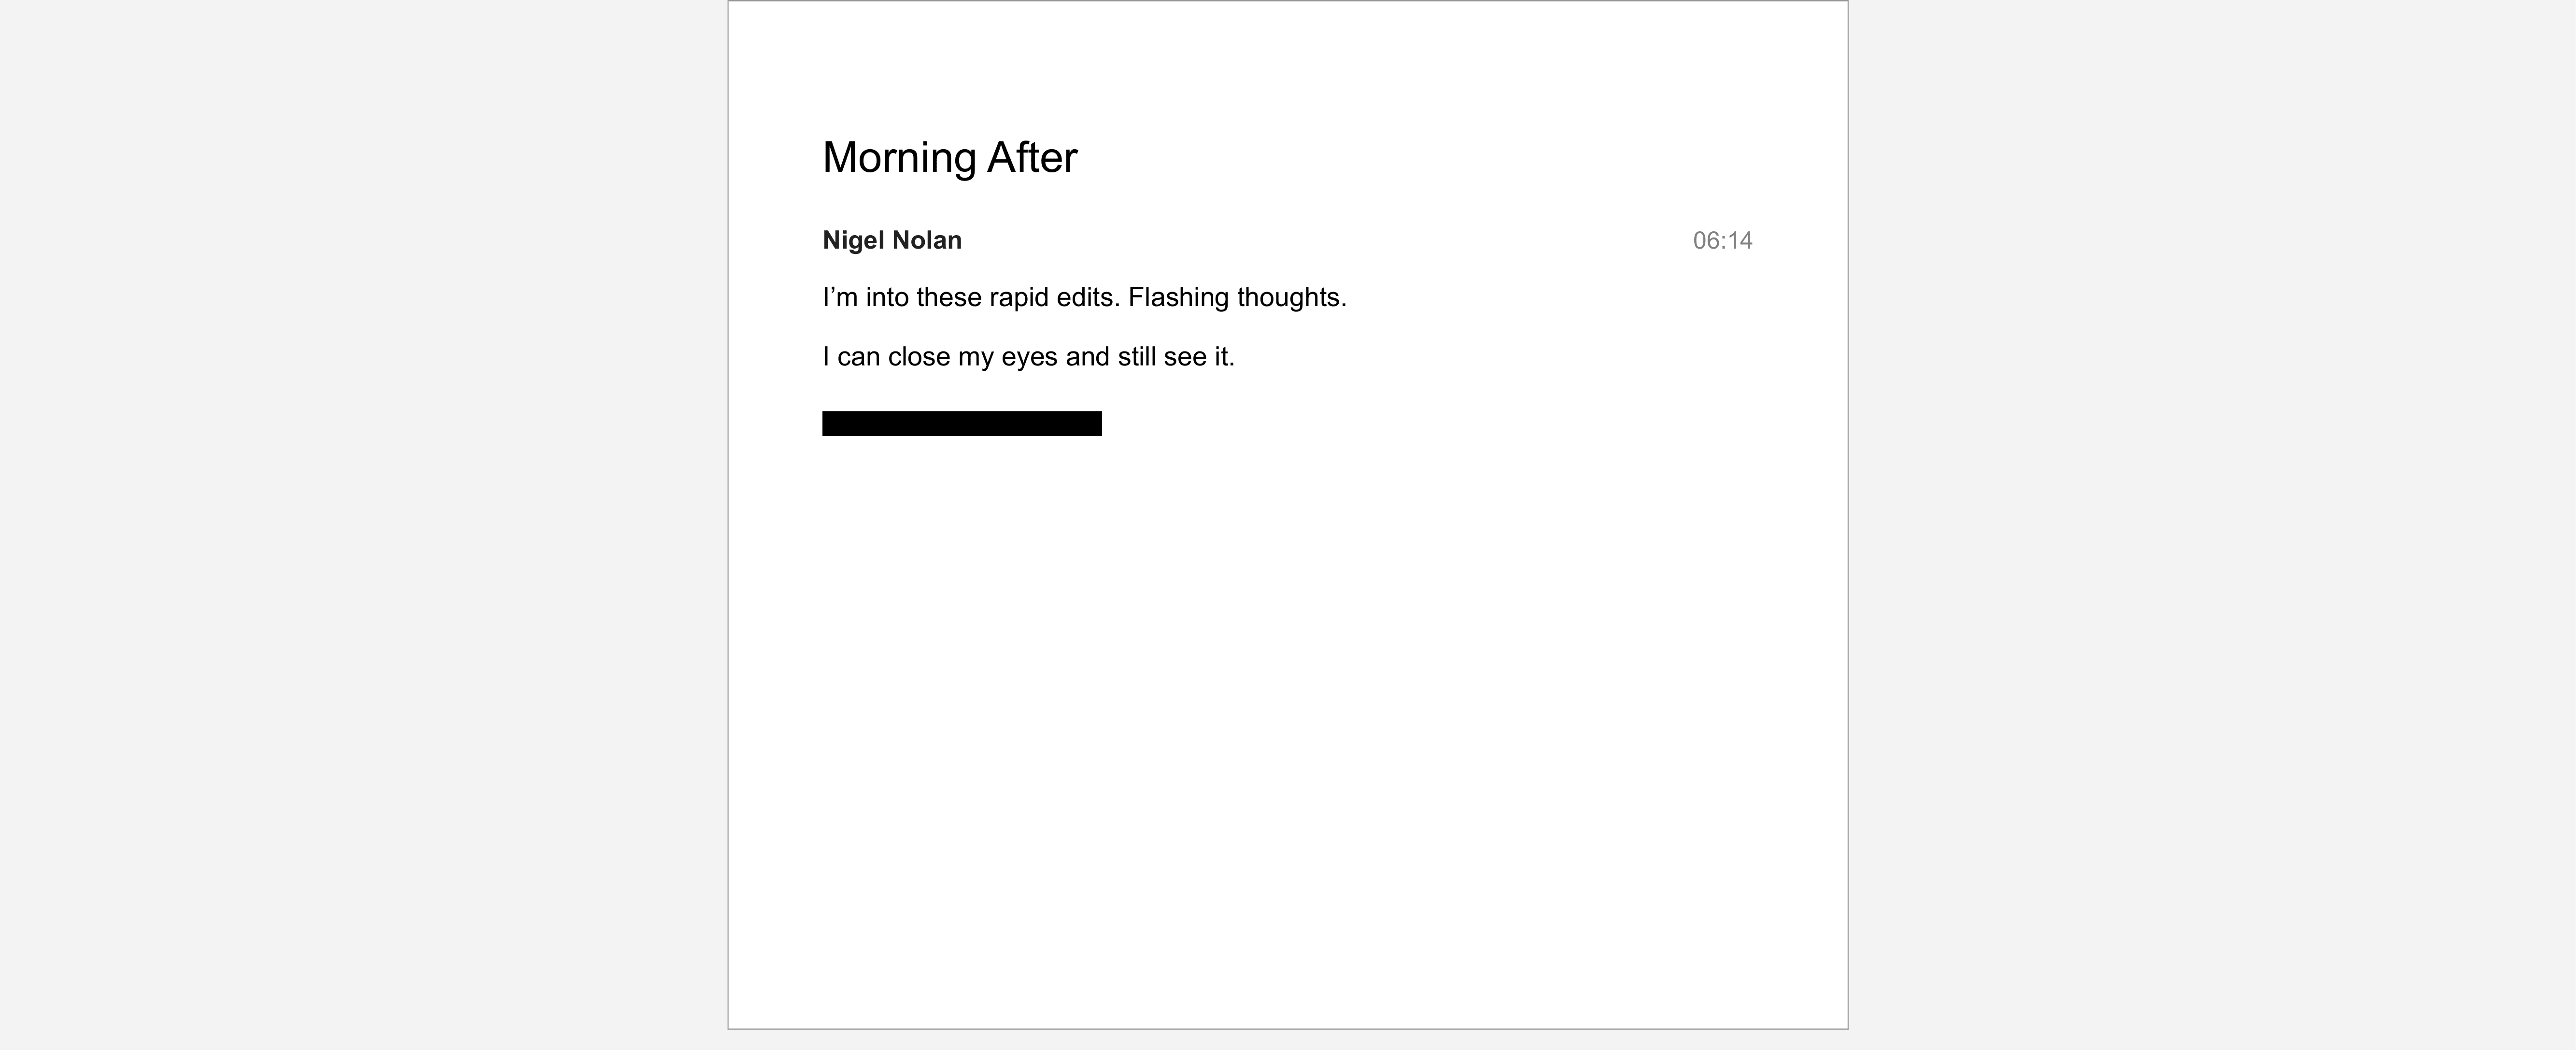 Morning After
Nigel Nolan 06:14
I’m into these rapid edits. Flashing thoughts.
I can close my eyes and still see it.